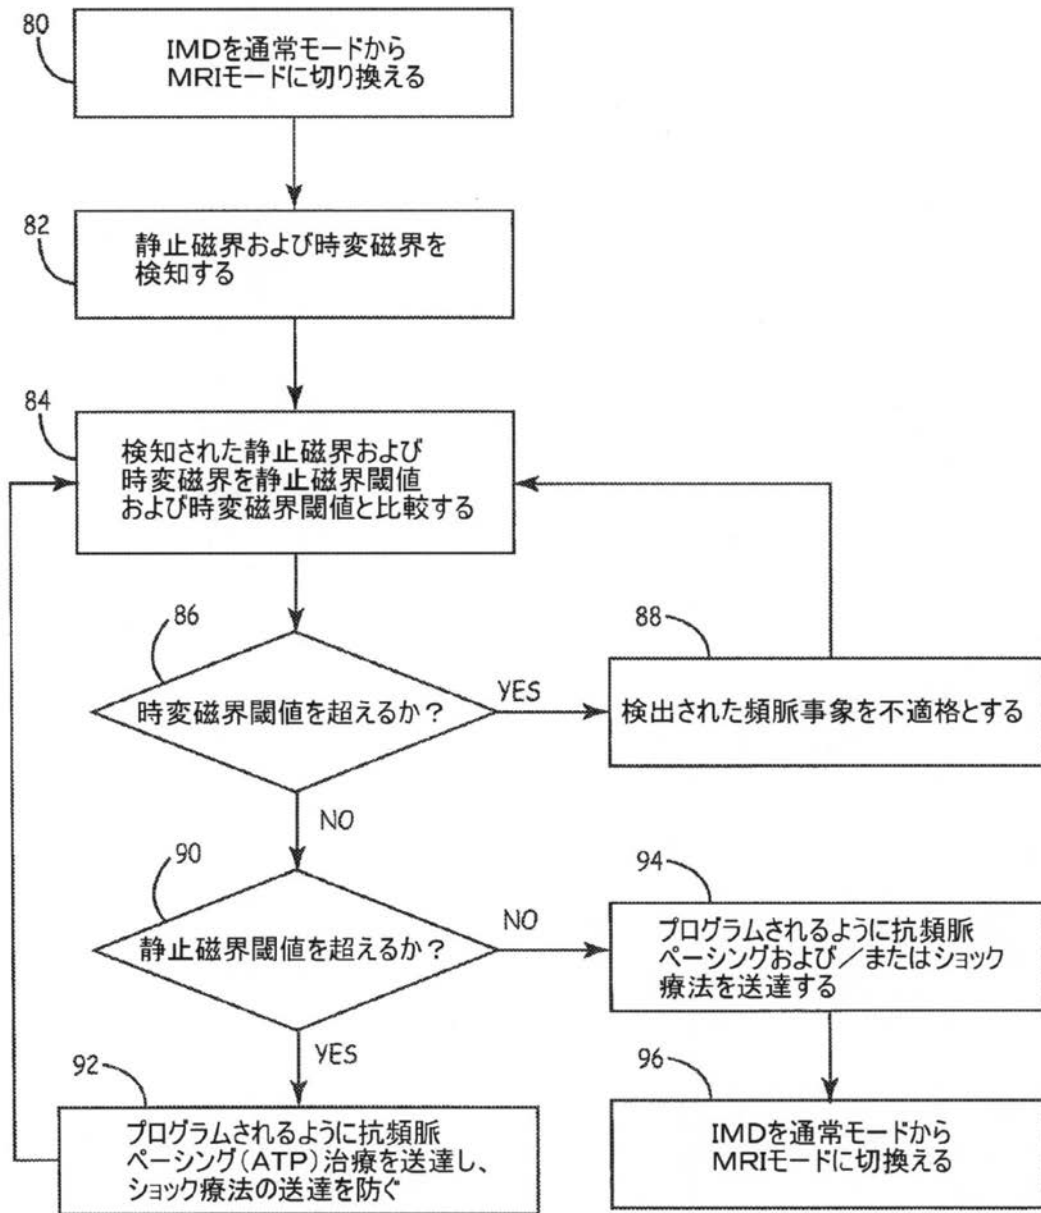 80
IMDを通常モードから
MRIモードに切り換える
82
静止磁界および時変磁界を
検知する
84
検知された静止磁界および
時変磁界を静止磁界閾値
および時変磁界閾値と比較する
86
時変磁界閾値を超えるか?
YES
88
検出された頻脈事象を不適格とする
NO
90
静止磁界閾値を超えるか?
NO
94
プログラムされるように抗頻脈
ペーシングおよび/またはショック
療法を送達する
YES
92
プログラムされるように抗頻脈
ペーシング(ATP)治療を送達し、
ショック療法の送達を防ぐ
96
IMDを通常モードから
MRIモードに切換える